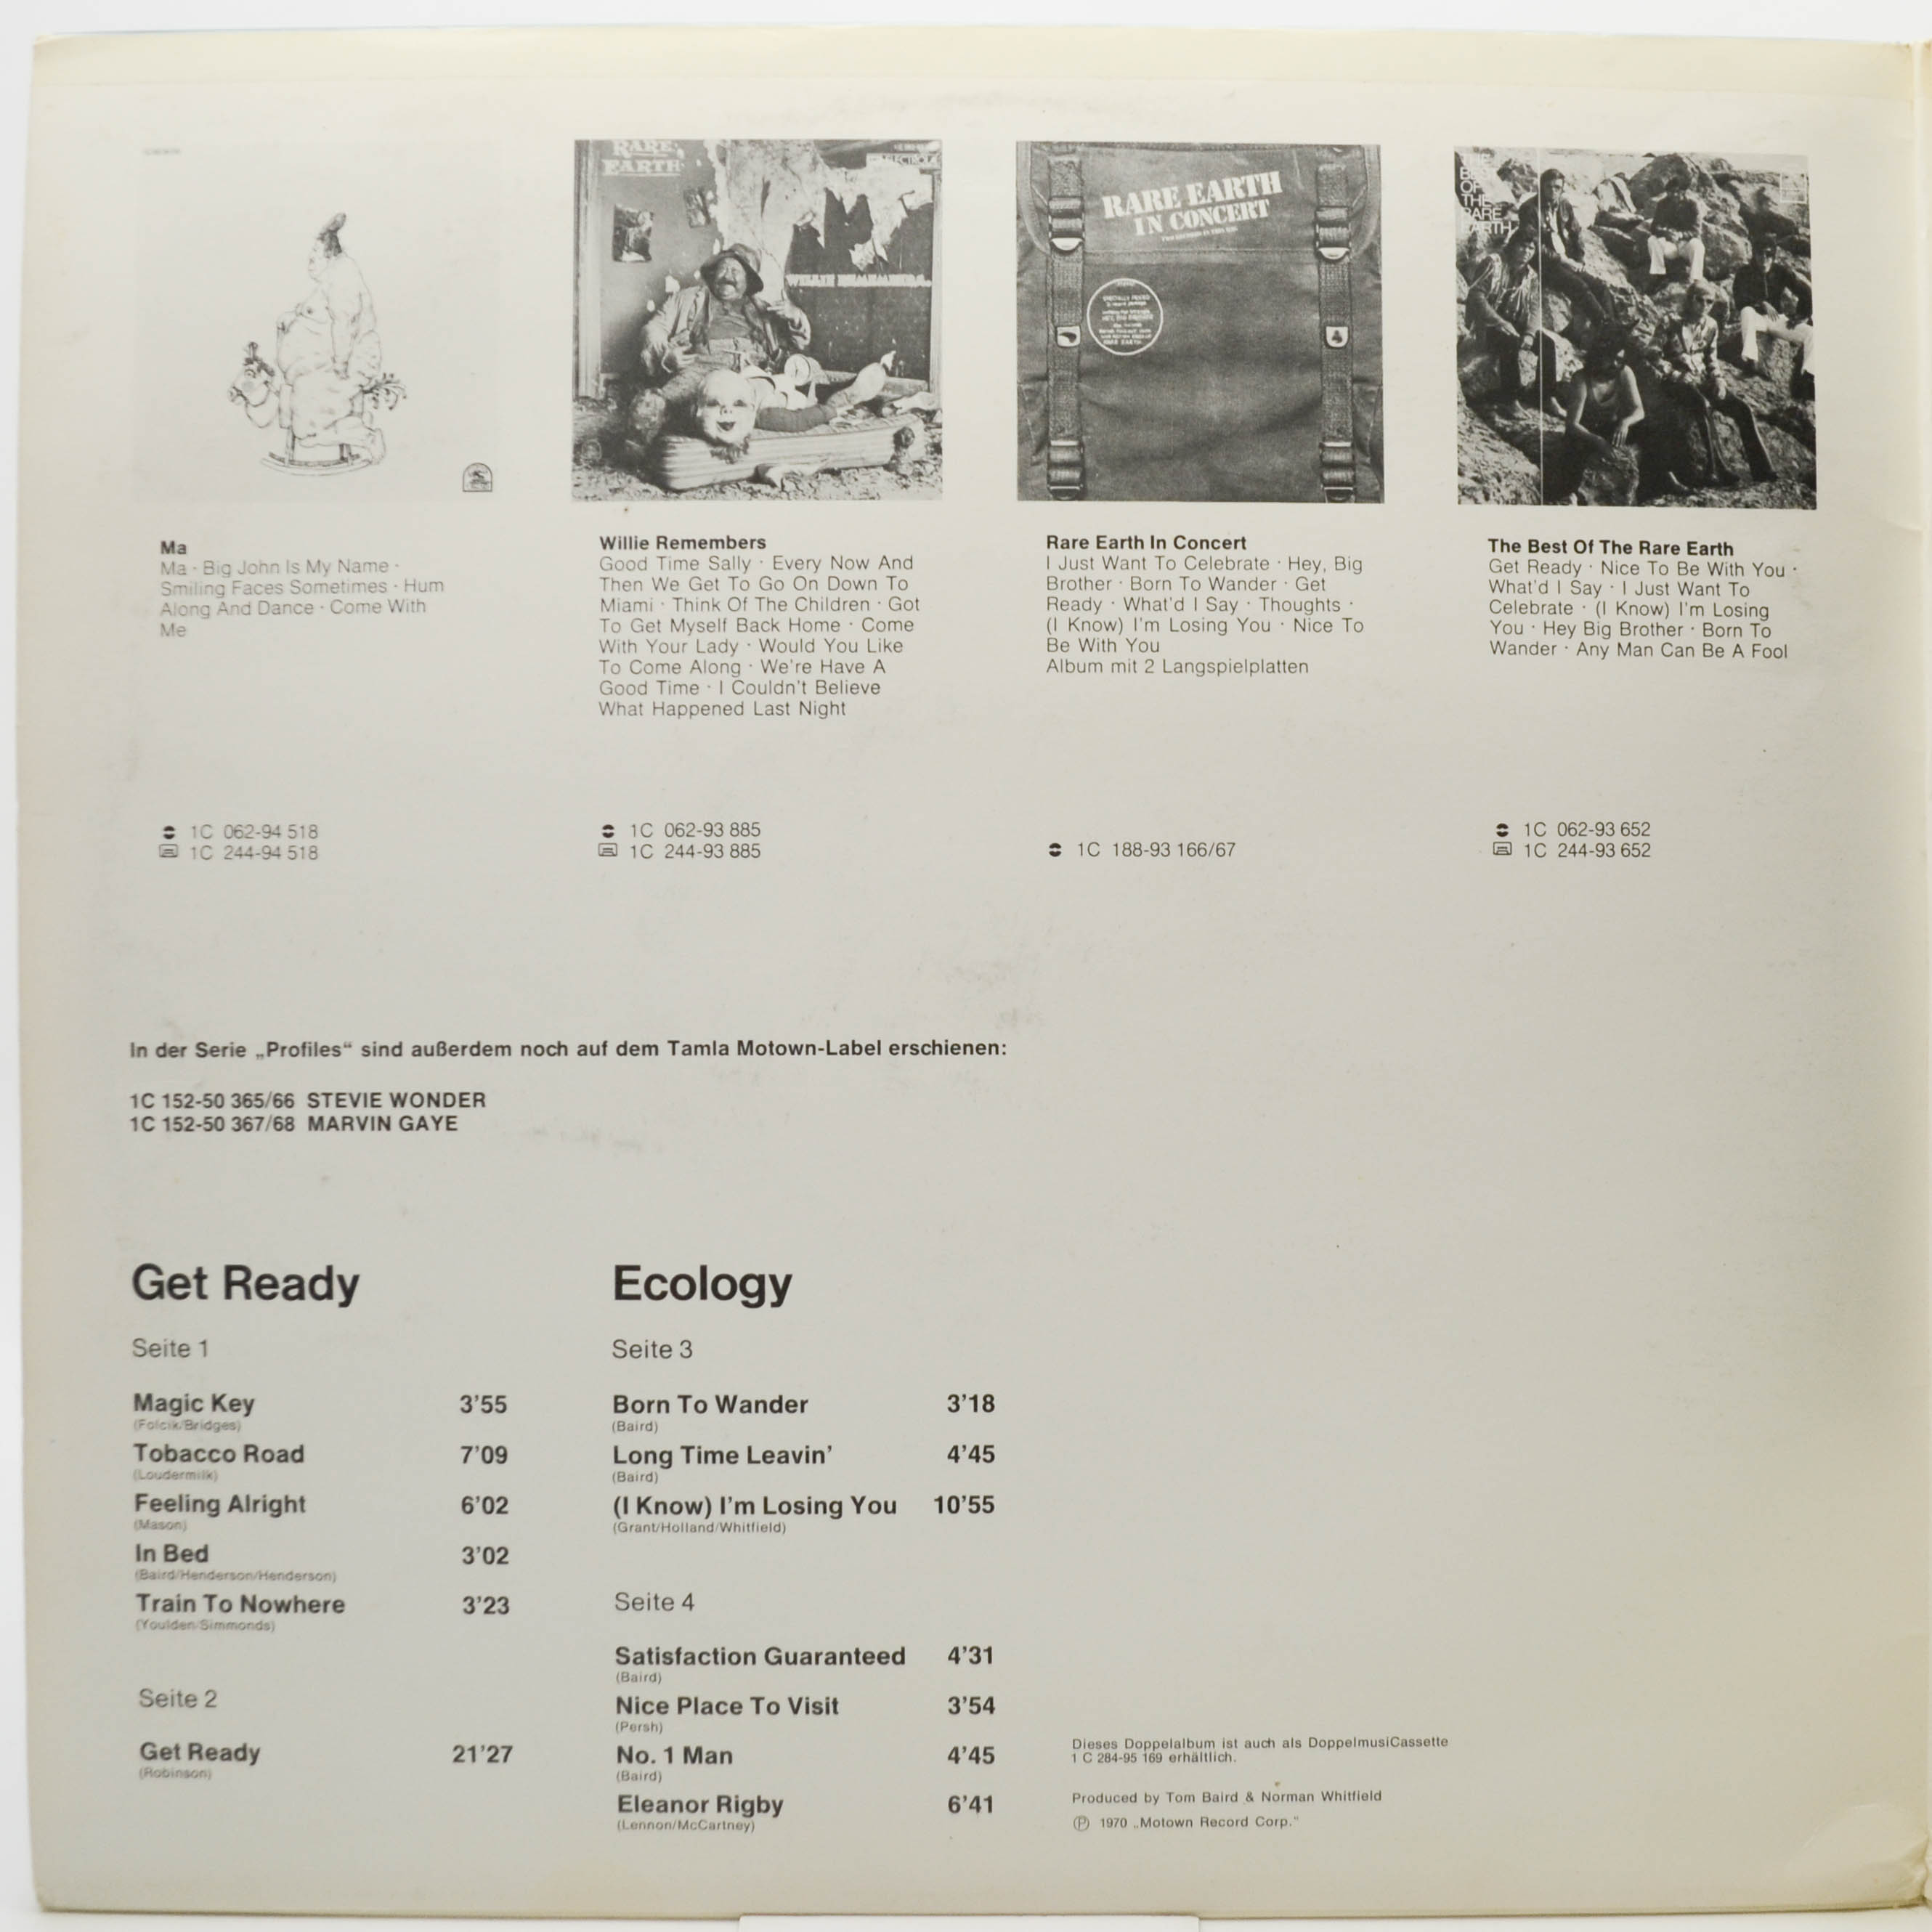 RARE
EARTH
WILLIE REMEMBERS.
RARE EARTH
IN CONCERT
THE
BEST
OF
THE
RARE
EARTH
Ma
Ma · Big John Is My Name ·
Smiling Faces Sometimes · Hum
Along And Dance · Come With
Me
Willie Remembers
Good Time Sally · Every Now And
Then We Get To Go On Down To
Miami · Think Of The Children · Got
To Get Myself Back Home · Come
With Your Lady · Would You Like
To Come Along · We're Have A
Good Time · I Couldn't Believe
What Happened Last Night
Rare Earth In Concert
I Just Want To Celebrate · Hey, Big
Brother · Born To Wander · Get
Ready · What'd I Say · Thoughts ·
(I Know) I'm Losing You · Nice To
Be With You
Album mit 2 Langspielplatten
The Best Of The Rare Earth
Get Ready · Nice To Be With You ·
What'd I Say · I Just Want To
Celebrate · (I Know) I'm Losing
You · Hey Big Brother · Born To
Wander · Any Man Can Be A Fool
1C 062-94 518
1C 244-94 518
1C 062-93 885
1C 244-93 885
1C 188-93 166/67
1C 062-93 652
1C 244-93 652
In der Serie „Profiles“ sind außerdem noch auf dem Tamla Motown-Label erschienen:
1C 152-50 365/66 STEVIE WONDER
1C 152-50 367/68 MARVIN GAYE
Get Ready
Seite 1
Magic Key 3’55
(Folcik/Bridges)
Tobacco Road 7’09
(Loudermilk)
Feeling Alright 6’02
(Mason)
In Bed 3’02
(Baird/Henderson/Henderson)
Train To Nowhere 3’23
(Youlden/Simmonds)
Seite 2
Get Ready 21’27
(Robinson)
Ecology
Seite 3
Born To Wander 3’18
(Baird)
Long Time Leavin’ 4’45
(Baird)
(I Know) I’m Losing You 10’55
(Grant/Holland/Whitfield)
Seite 4
Satisfaction Guaranteed 4’31
(Baird)
Nice Place To Visit 3’54
(Persh)
No. 1 Man 4’45
(Baird)
Eleanor Rigby 6’41
(Lennon/McCartney)
Dieses Doppelalbum ist auch als DoppelmusiCassette
1 C 284-95 169 erhältlich.
Produced by Tom Baird & Norman Whitfield
Ⓟ 1970 „Motown Record Corp.“